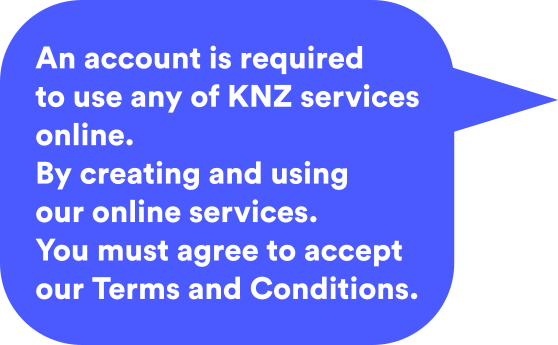 An account is required
to use any of KNZ services
online.
By creating and using
our online services.
You must agree to accept
our Terms and Conditions.